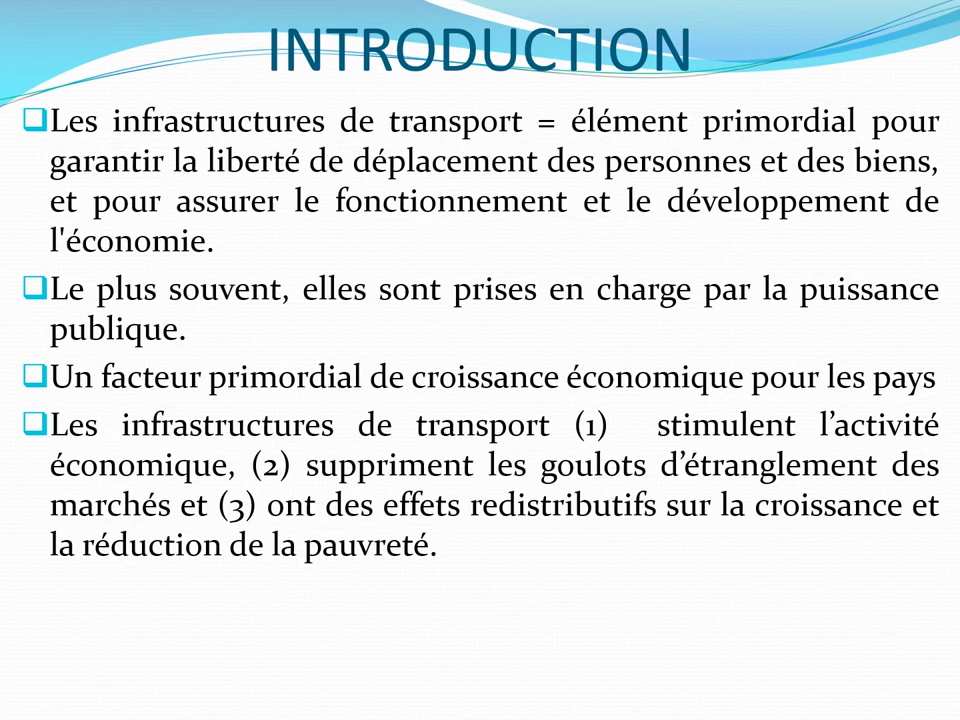 INTRODUCTION
Les infrastructures de transport = élément primordial pour
garantir la liberté de déplacement des personnes et des biens,
et pour assurer le fonctionnement et le développement de
l'économie.
Le plus souvent, elles sont prises en charge par la puissance
publique.
Un facteur primordial de croissance économique pour les pays
Les infrastructures de transport (1) stimulent l’activité
économique, (2) suppriment les goulots d’étranglement des
marchés et (3) ont des effets redistributifs sur la croissance et
la réduction de la pauvreté.